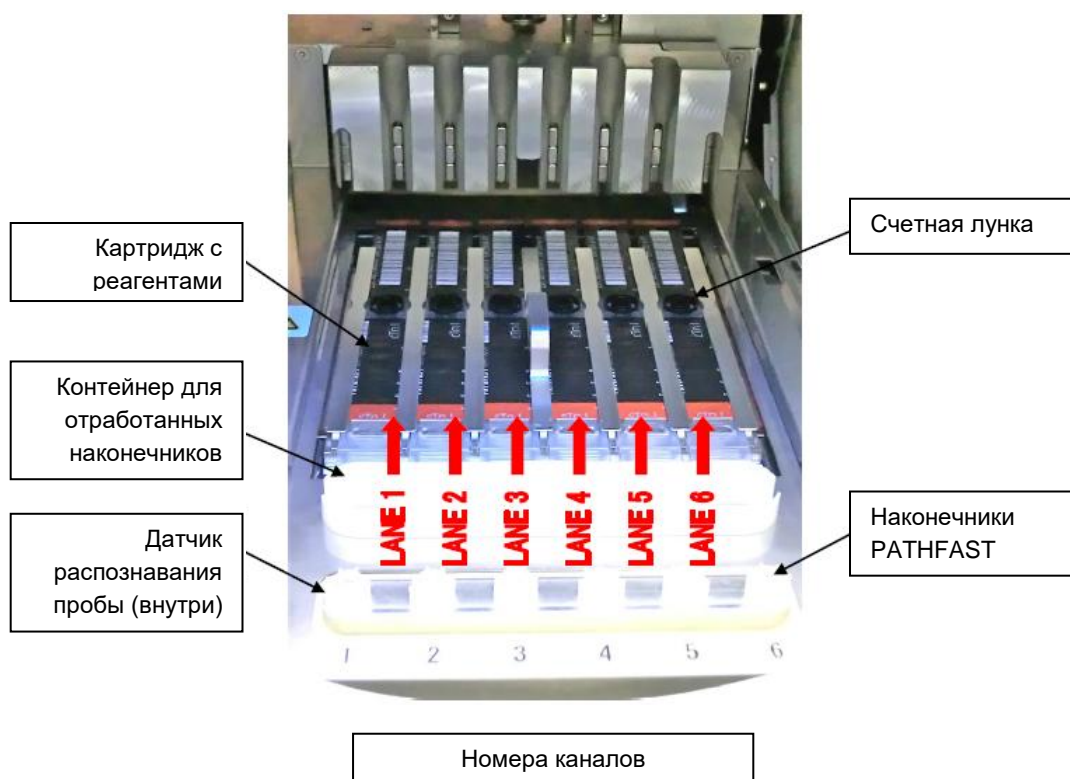 Картридж с
реагентами
Счетная лунка
Контейнер для
отработанных
наконечников
LANE 1
LANE 2
LANE 3
LANE 4
LANE 5
LANE 6
Датчик
распознавания
пробы (внутри)
Наконечники
PATHFAST
1 2 3 4 5 6
Номера каналов